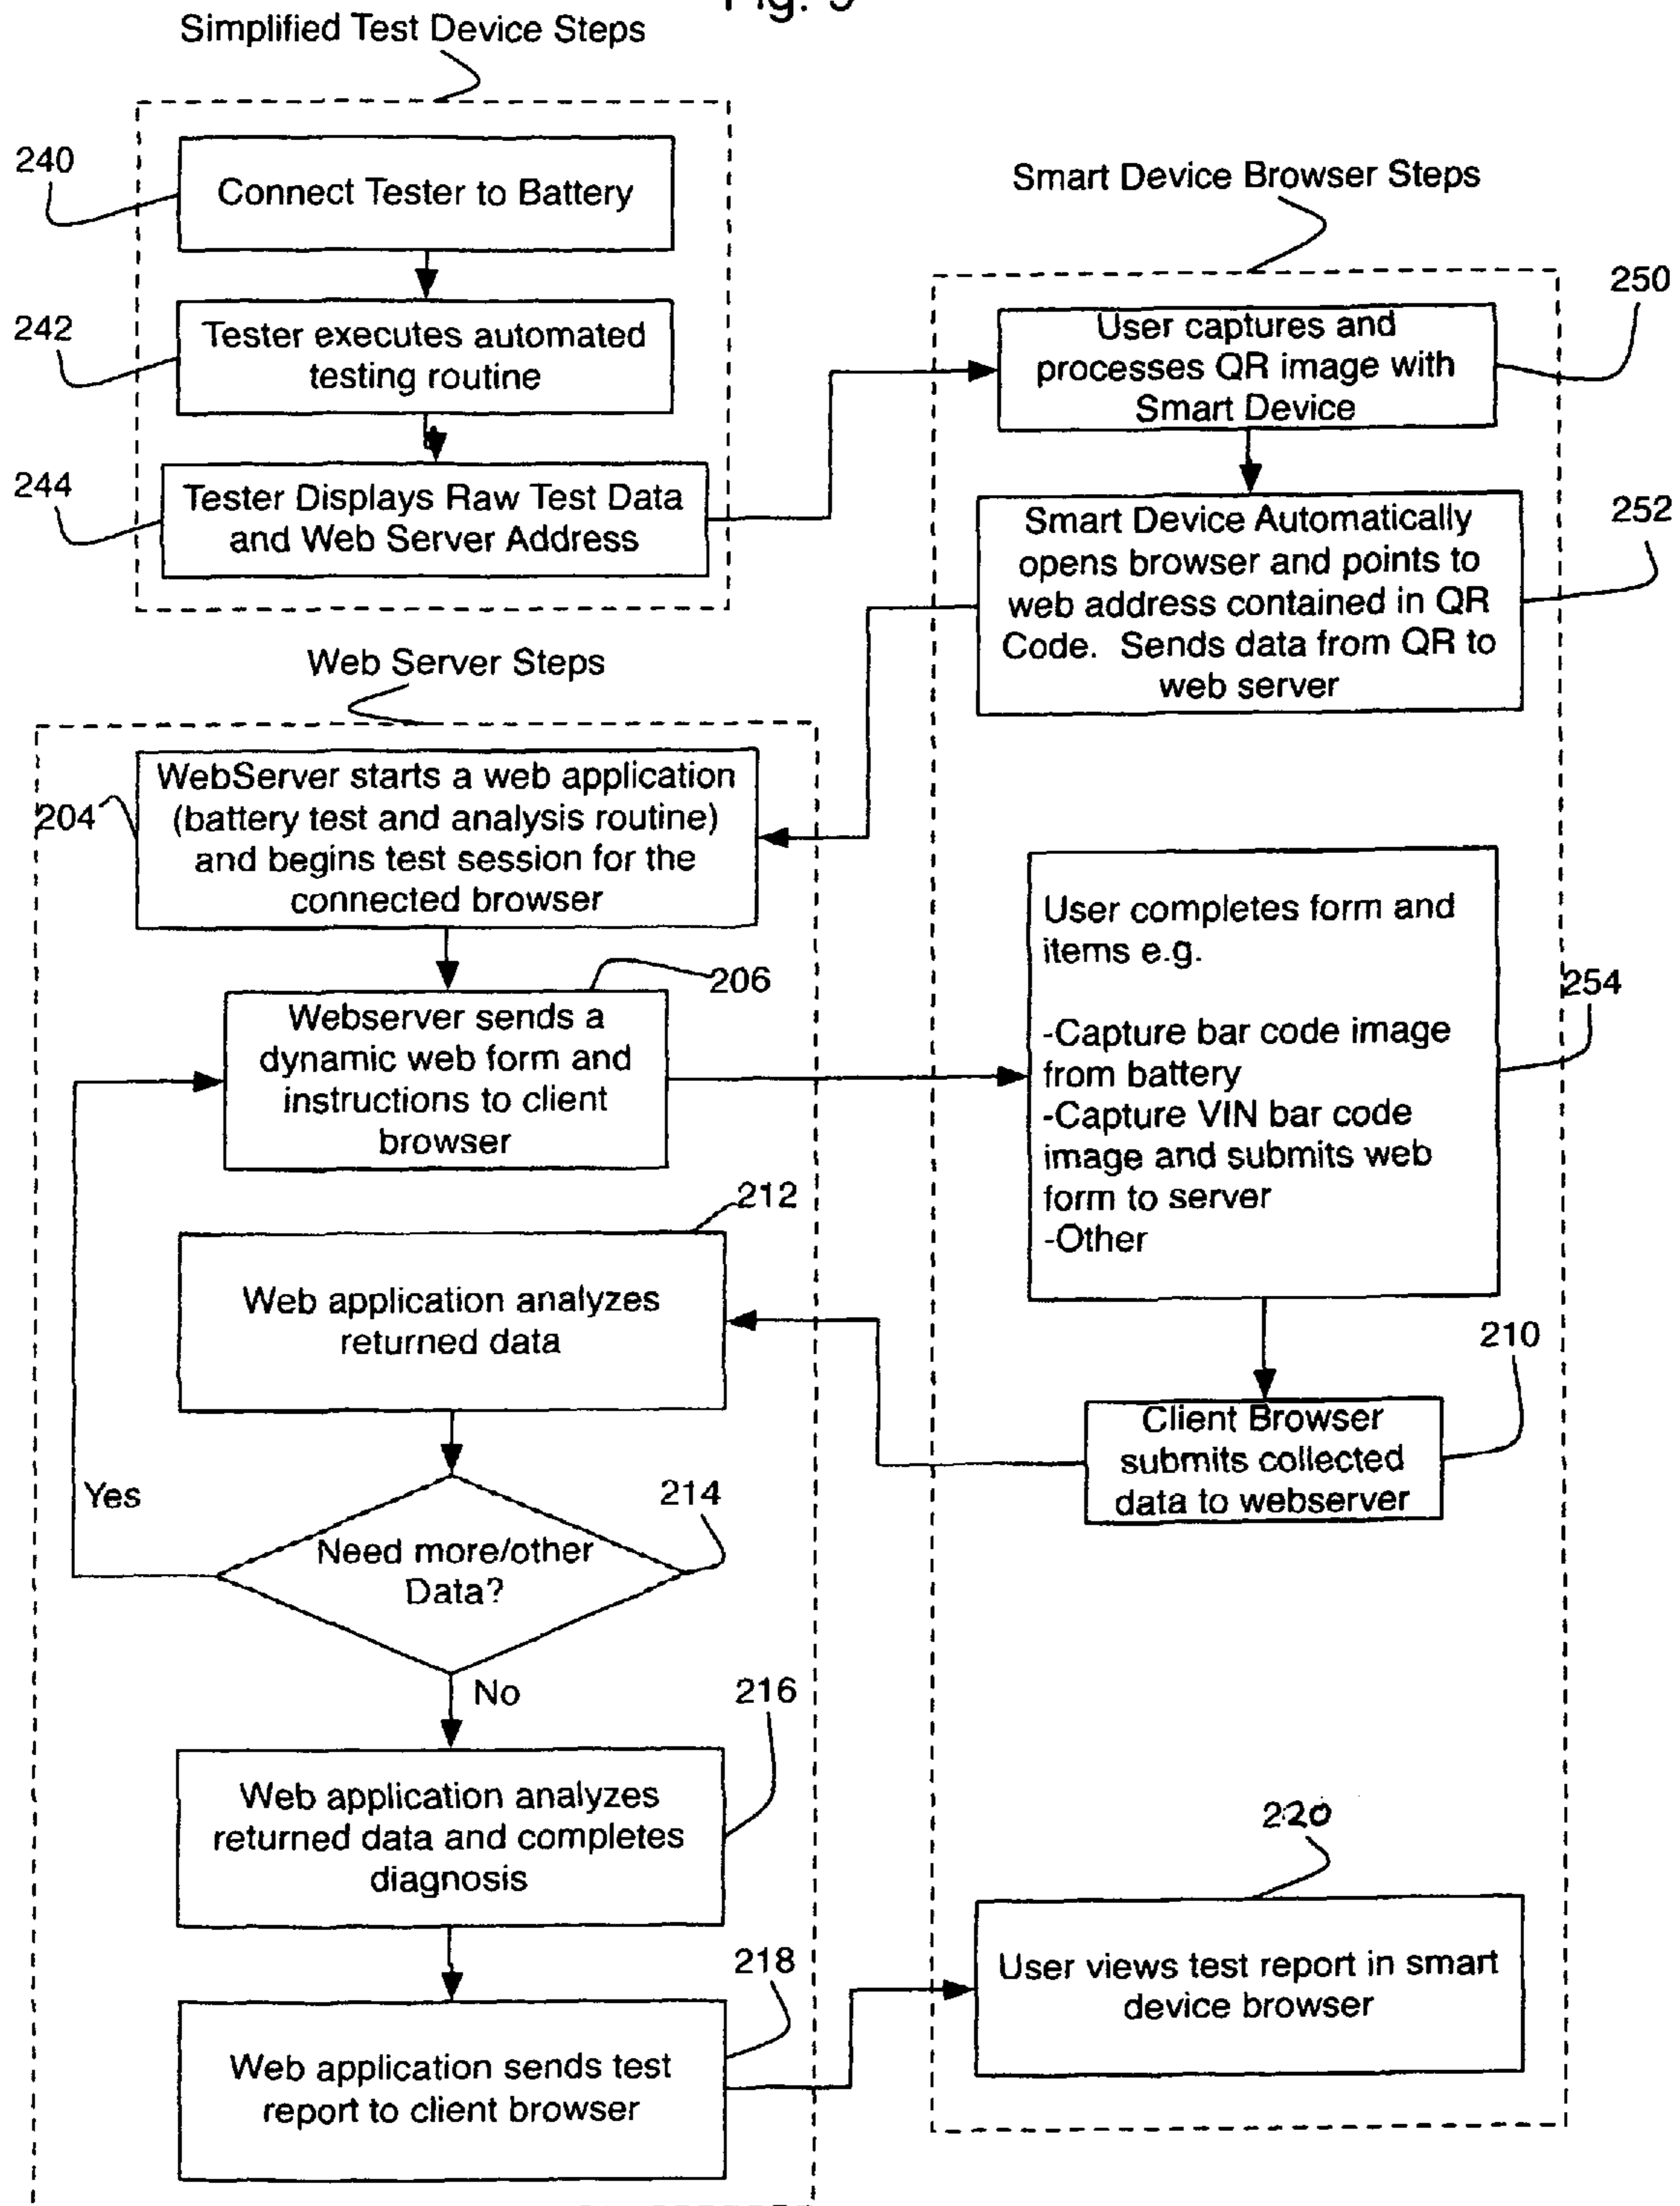 Simplified Test Device Steps
240
Connect Tester to Battery
242
Tester executes automated
testing routine
244
Tester Displays Raw Test Data
and Web Server Address
Smart Device Browser Steps
250
User captures and
processes QR image with
Smart Device
252
Smart Device Automatically
opens browser and points to
web address contained in QR
Code.  Sends data from QR to
web server
Web Server Steps
204
WebServer starts a web application
(battery test and analysis routine)
and begins test session for the
connected browser
206
Webserver sends a
dynamic web form and
instructions to client
browser
254
User completes form and
items e.g.
-Capture bar code image
from battery
-Capture VIN bar code
image and submits web
form to server
-Other
210
Client Browser
submits collected
data to webserver
212
Web application analyzes
returned data
214
Need more/other
Data?
Yes
No
216
Web application analyzes
returned data and completes
diagnosis
218
Web application sends test
report to client browser
220
User views test report in smart
device browser